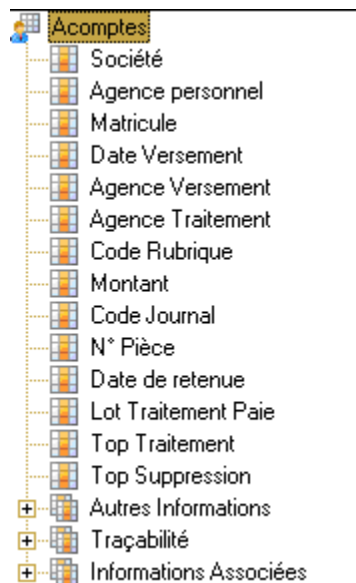 Acomptes
Société
Agence personnel
Matricule
Date Versement
Agence Versement
Agence Traitement
Code Rubrique
Montant
Code Journal
N° Pièce
Date de retenue
Lot Traitement Paie
Top Traitement
Top Suppression
Autres Informations
Traçabilité
Informations Associées